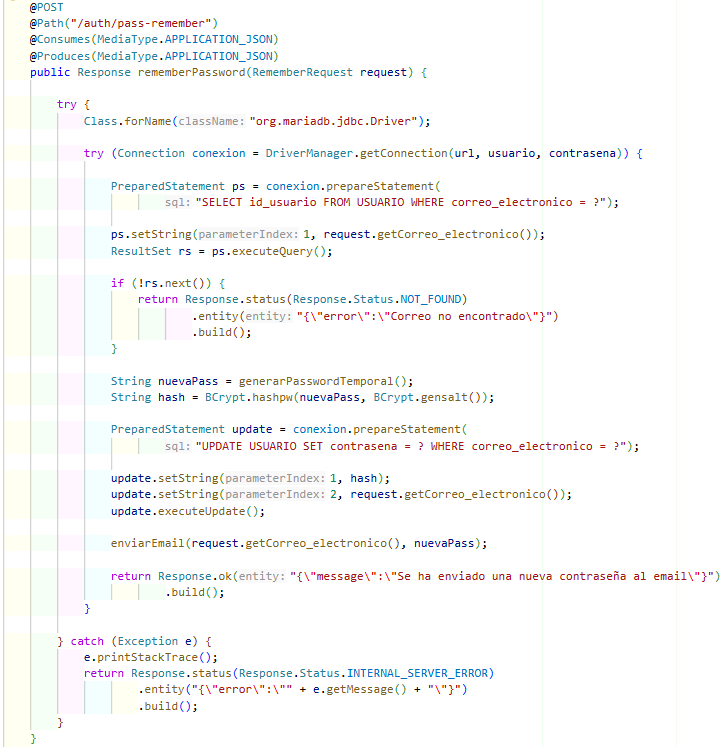 @POST
@Path("/auth/pass-remember")
@Consumes(MediaType.APPLICATION_JSON)
@Produces(MediaType.APPLICATION_JSON)
public Response rememberPassword(RememberRequest request) {
try {
Class.forName(className: "org.mariadb.jdbc.Driver");
try (Connection conexion = DriverManager.getConnection(url, usuario, contrasena)) {
PreparedStatement ps = conexion.prepareStatement(
sql: "SELECT id_usuario FROM USUARIO WHERE correo_electronico = ?");
ps.setString(parameterIndex: 1, request.getCorreo_electronico());
ResultSet rs = ps.executeQuery();
if (!rs.next()) {
return Response.status(Response.Status.NOT_FOUND)
.entity(entity: "{\"error\":\"Correo no encontrado\"}")
.build();
}
String nuevaPass = generarPasswordTemporal();
String hash = BCrypt.hashpw(nuevaPass, BCrypt.gensalt());
PreparedStatement update = conexion.prepareStatement(
sql: "UPDATE USUARIO SET contrasena = ? WHERE correo_electronico = ?");
update.setString(parameterIndex: 1, hash);
update.setString(parameterIndex: 2, request.getCorreo_electronico());
update.executeUpdate();
enviarEmail(request.getCorreo_electronico(), nuevaPass);
return Response.ok(entity: "{\"message\":\"Se ha enviado una nueva contraseña al email\"}")
.build();
}
} catch (Exception e) {
e.printStackTrace();
return Response.status(Response.Status.INTERNAL_SERVER_ERROR)
.entity("{\"error\":\"" + e.getMessage() + "\"}")
.build();
}
}